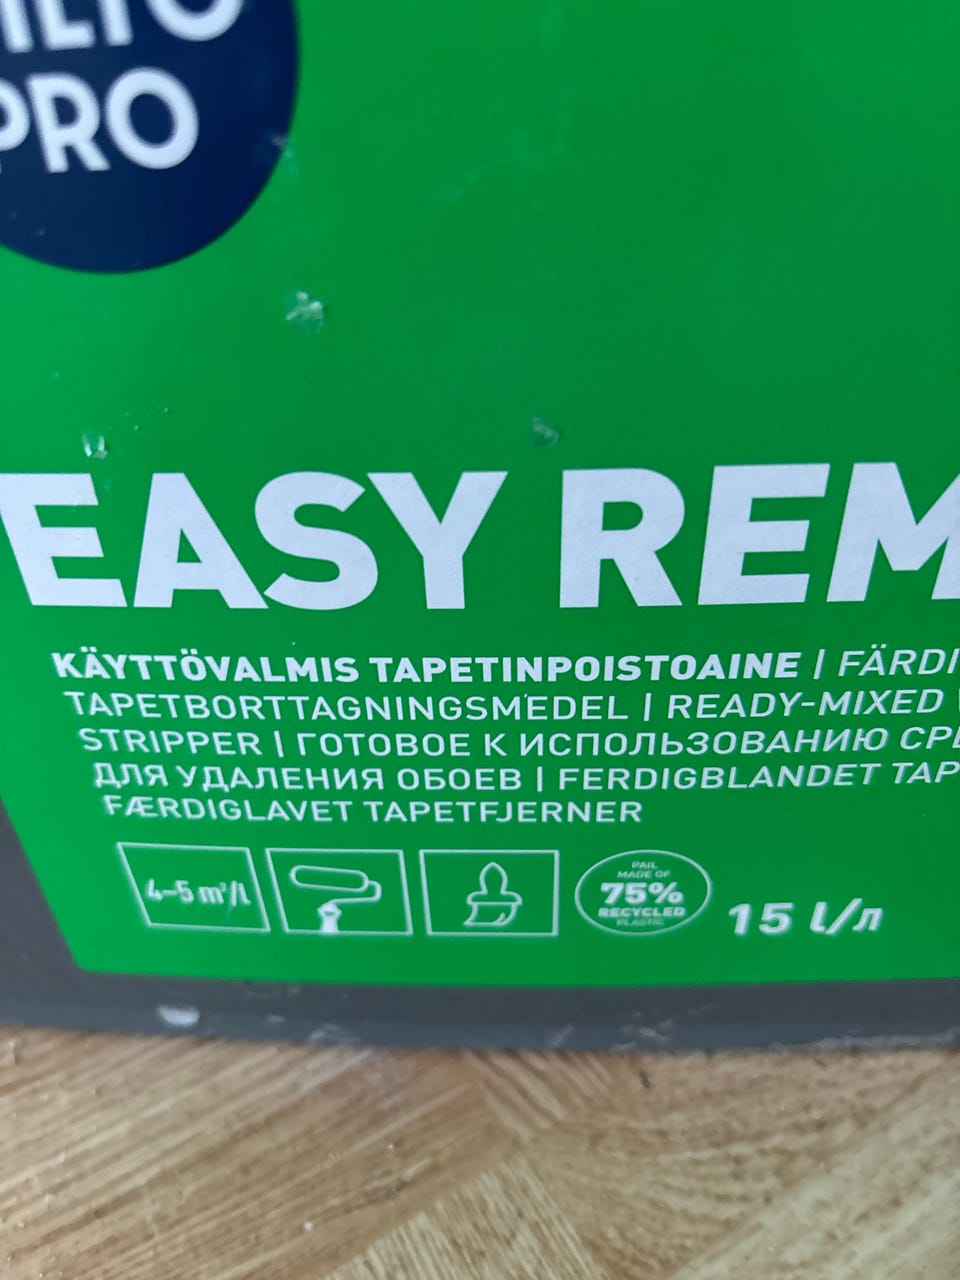 PRO
EASY REM
KÄYTTÖVALMIS TAPETINPOISTOAINE | FÄRDI
TAPETBORTTAGNINGSMEDEL | READY-MIXED
STRIPPER | ГОТОВОЕ К ИСПОЛЬЗОВАНИЮ СРЕ
ДЛЯ УДАЛЕНИЯ ОБОЕВ | FERDIGBLANDET TAP
FÆRDIGLAVET TAPETFJERNER
4–5 m²/l
PAIL
MADE OF
75%
RECYCLED
PLASTIC
15 l/л